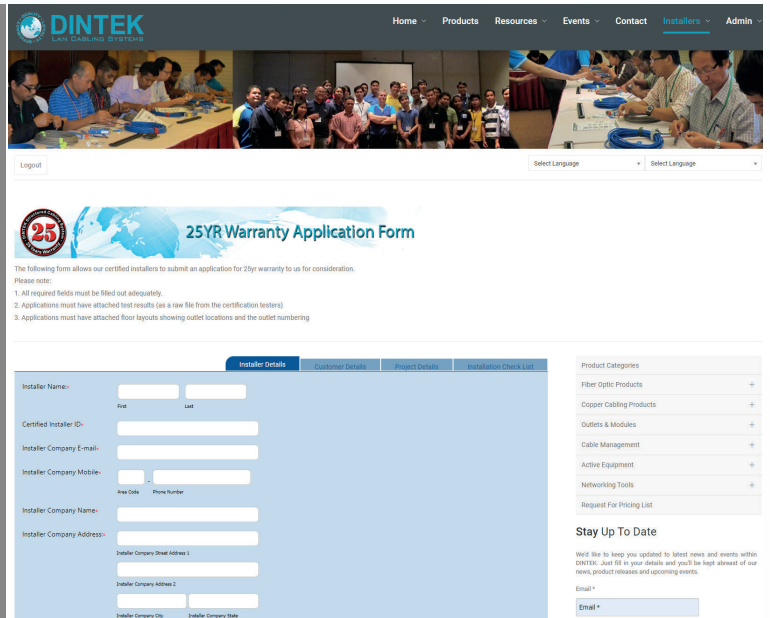 DINTEK
LAN CABLING SYSTEMS
Home Products Resources Events Contact Installers Admin
Logout
Select Language Select Language
25
25YR Warranty Application Form
The following form allows our certified installers to submit an application for 25yr warranty to us for consideration.
Please note:
1. All required fields must be filled out adequately.
2. Applications must have attached test results (as a raw file from the certification testers)
3. Applications must have attached floor layouts showing outlet locations and the outlet numbering
Installer Details Customer Details Project Details Installation Check List
Installer Name:*
First Last
Certified Installer ID*
Installer Company E-mail*
Installer Company Mobile*
-
Area Code Phone Number
Installer Company Name*
Installer Company Address:*
Installer Company Street Address 1
Installer Company Address 2
Installer Company City Installer Company State
Product Categories
Fiber Optic Products +
Copper Cabling Products +
Outlets & Modules +
Cable Management +
Active Equipment +
Networking Tools +
Request For Pricing List
Stay Up To Date
We'd like to keep you updated to latest news and events within
DINTEK. Just fill in your details and you'll be kept abreast of our
news, product releases and upcoming events.
Email *
Email *